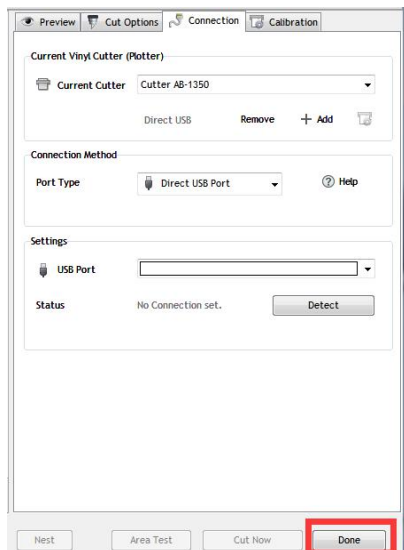 Preview Cut Options Connection Calibration
Current Vinyl Cutter (Plotter)
Current Cutter Cutter AB-1350
Direct USB Remove + Add
Connection Method
Port Type Direct USB Port ? Help
Settings
USB Port
Status No Connection set. Detect
Nest Area Test Cut Now Done